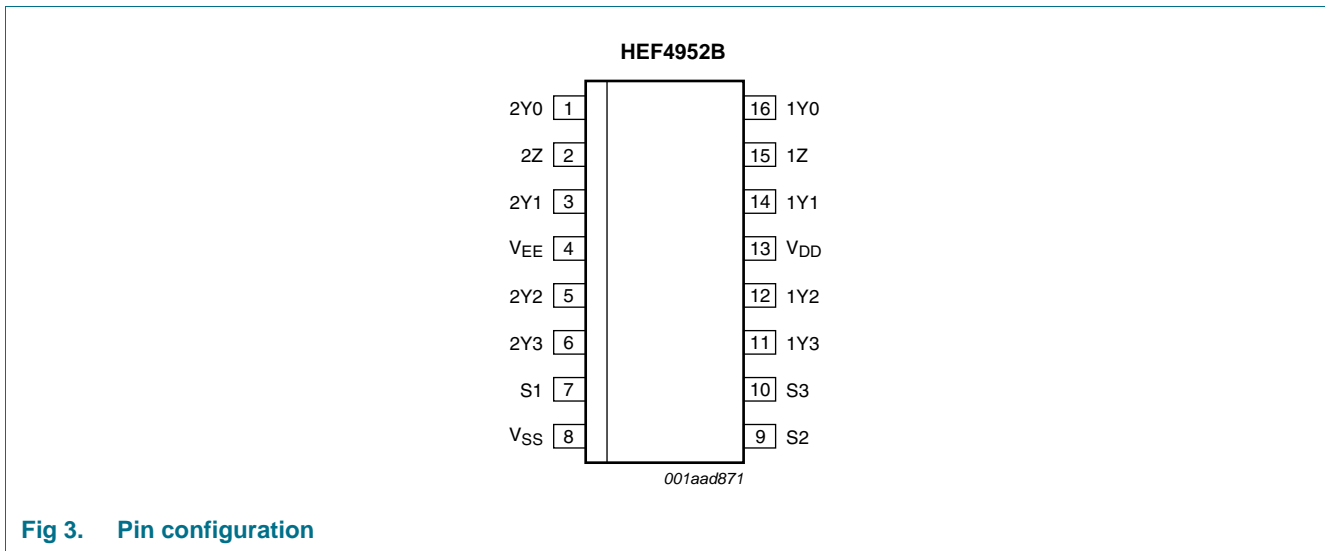 HEF4952B
2Y0 1 16 1Y0
2Z 2 15 1Z
2Y1 3 14 1Y1
VEE 4 13 VDD
2Y2 5 12 1Y2
2Y3 6 11 1Y3
S1 7 10 S3
VSS 8 9 S2
001aad871
Fig 3. Pin configuration